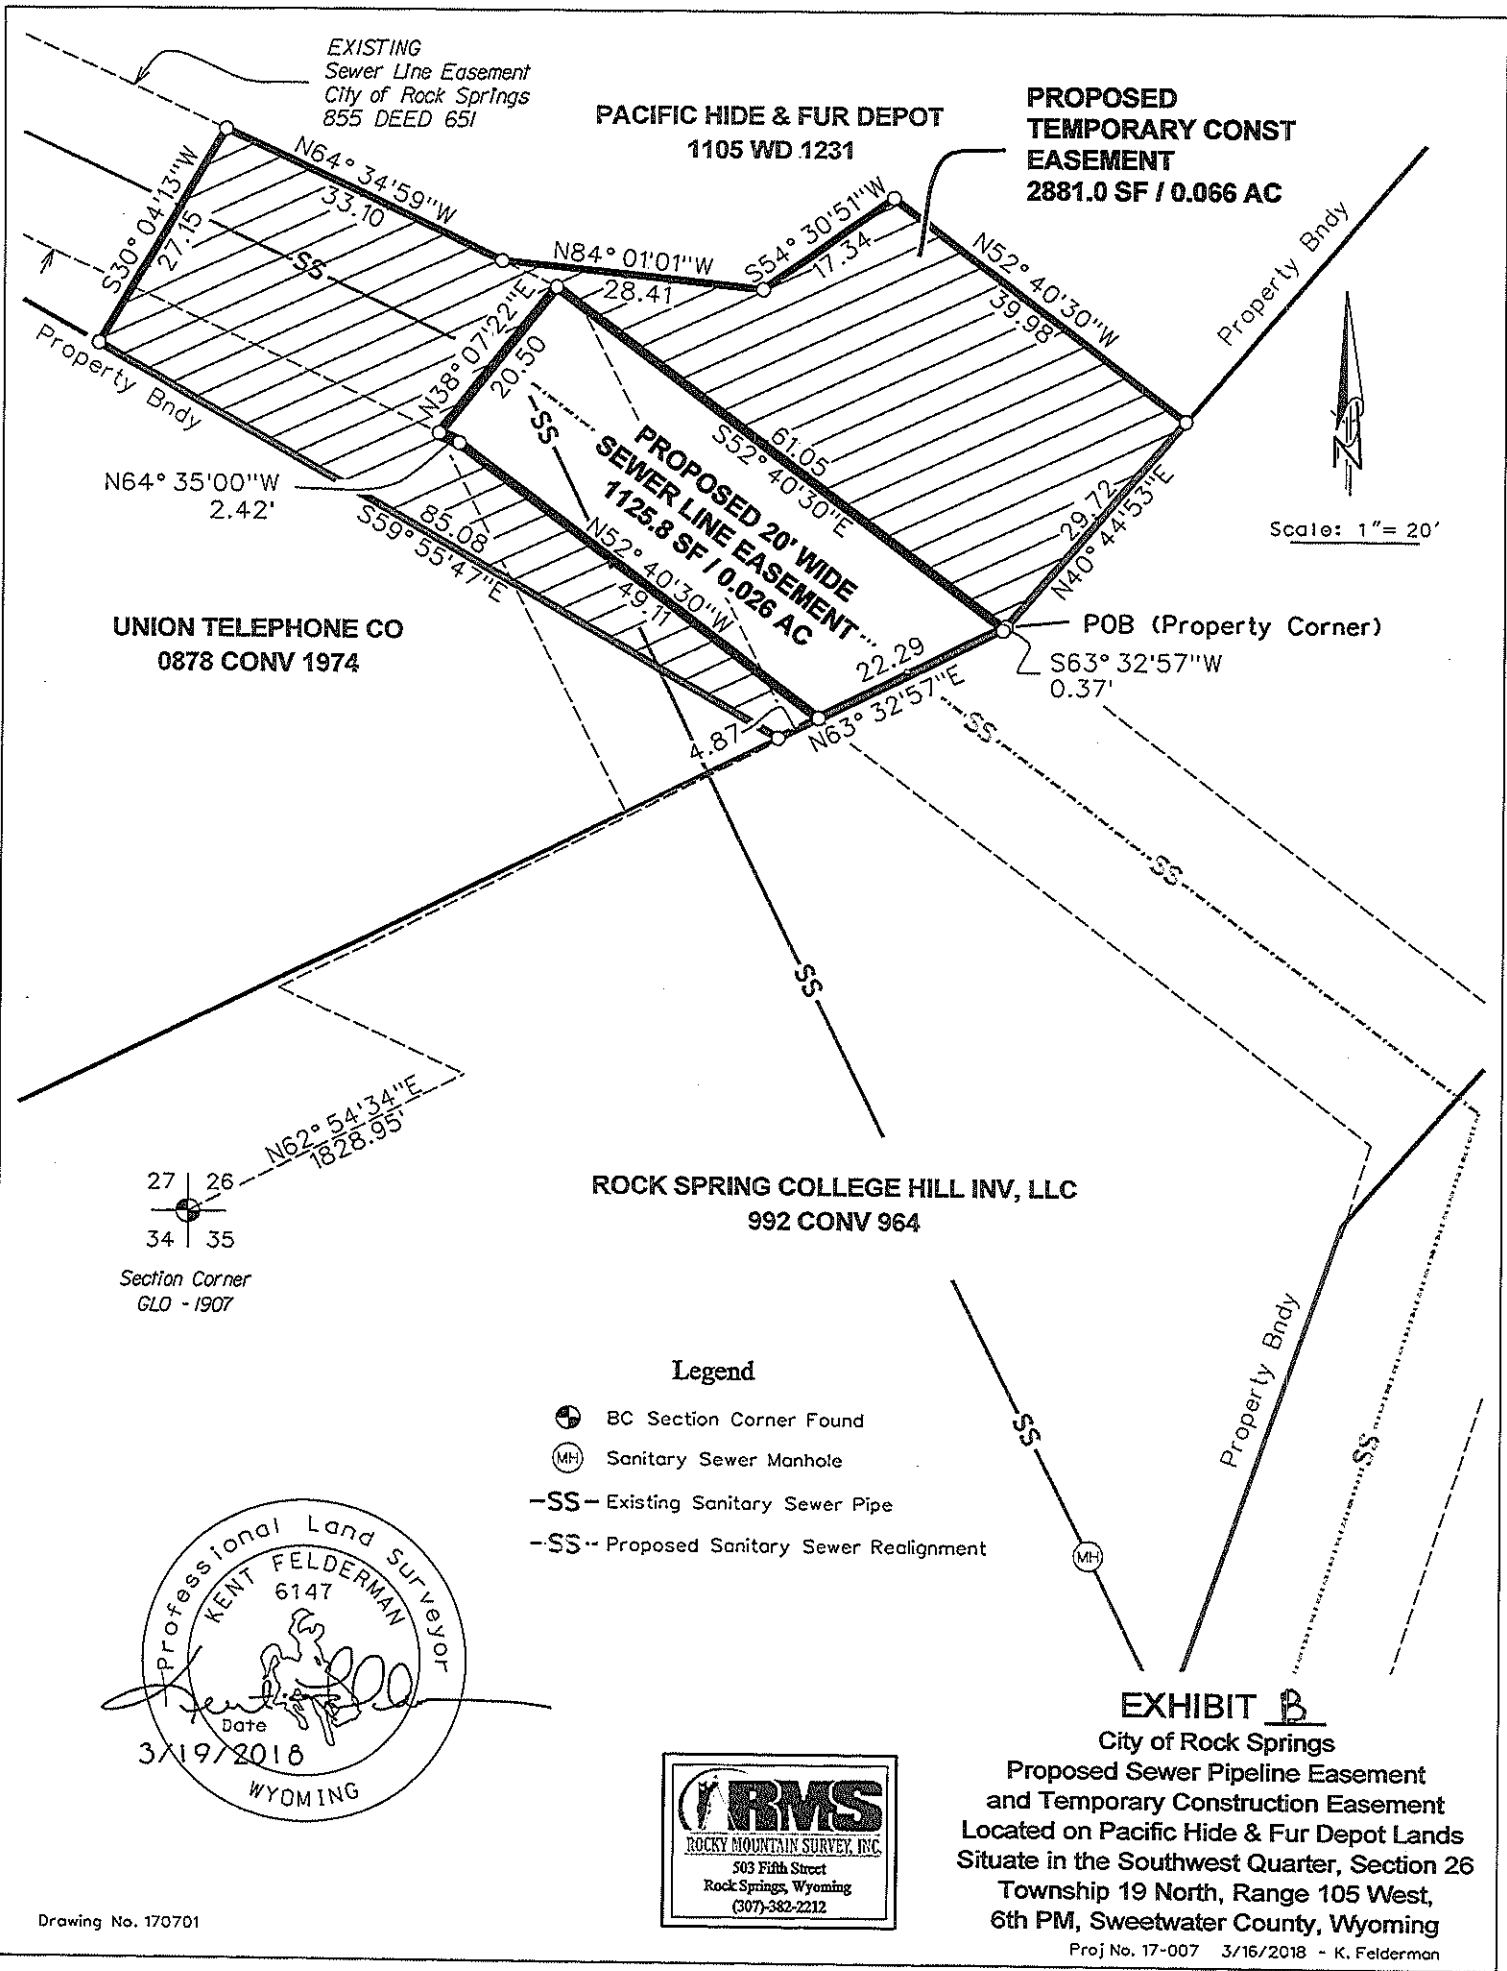 EXISTING
Sewer Line Easement
City of Rock Springs
855 DEED 651
PACIFIC HIDE & FUR DEPOT
1105 WD 1231
PROPOSED
TEMPORARY CONST
EASEMENT
2881.0 SF / 0.066 AC
S30° 04'13"W
27.15
N64° 34'59"W
33.10
SS
N84° 01'01"W
28.41
S54° 30'51"W
17.34
N52° 40'30"W
39.98'
Property Bndy
Property Bndy
N38° 07'22"E
20.50
SS
PROPOSED 20' WIDE
SEWER LINE EASEMENT
1125.8 SF / 0.026 AC
61.05
S52° 40'30"E
29.72
N40° 44'53"E
N
Scale: 1"= 20'
N64° 35'00"W
2.42'
85.08
S59° 55'47"E
N52° 40'30"W
49.11
UNION TELEPHONE CO
0878 CONV 1974
POB (Property Corner)
S63° 32'57"W
0.37'
22.29
N63° 32'57"E
4.87
SS
SS
SS
N62° 54'34"E
1828.95'
27 26
34 35
Section Corner
GLO - 1907
ROCK SPRING COLLEGE HILL INV, LLC
992 CONV 964
Property Bndy
SS
SS
Legend
BC Section Corner Found
MH Sanitary Sewer Manhole
-SS- Existing Sanitary Sewer Pipe
-SS-- Proposed Sanitary Sewer Realignment
MH
Professional Land Surveyor
KENT FELDERMAN
6147
Date
3/19/2018
WYOMING
RMS
ROCKY MOUNTAIN SURVEY, INC.
503 Fifth Street
Rock Springs, Wyoming
(307)-382-2212
EXHIBIT B
City of Rock Springs
Proposed Sewer Pipeline Easement
and Temporary Construction Easement
Located on Pacific Hide & Fur Depot Lands
Situate in the Southwest Quarter, Section 26
Township 19 North, Range 105 West,
6th PM, Sweetwater County, Wyoming
Proj No. 17-007 3/16/2018 - K. Felderman
Drawing No. 170701